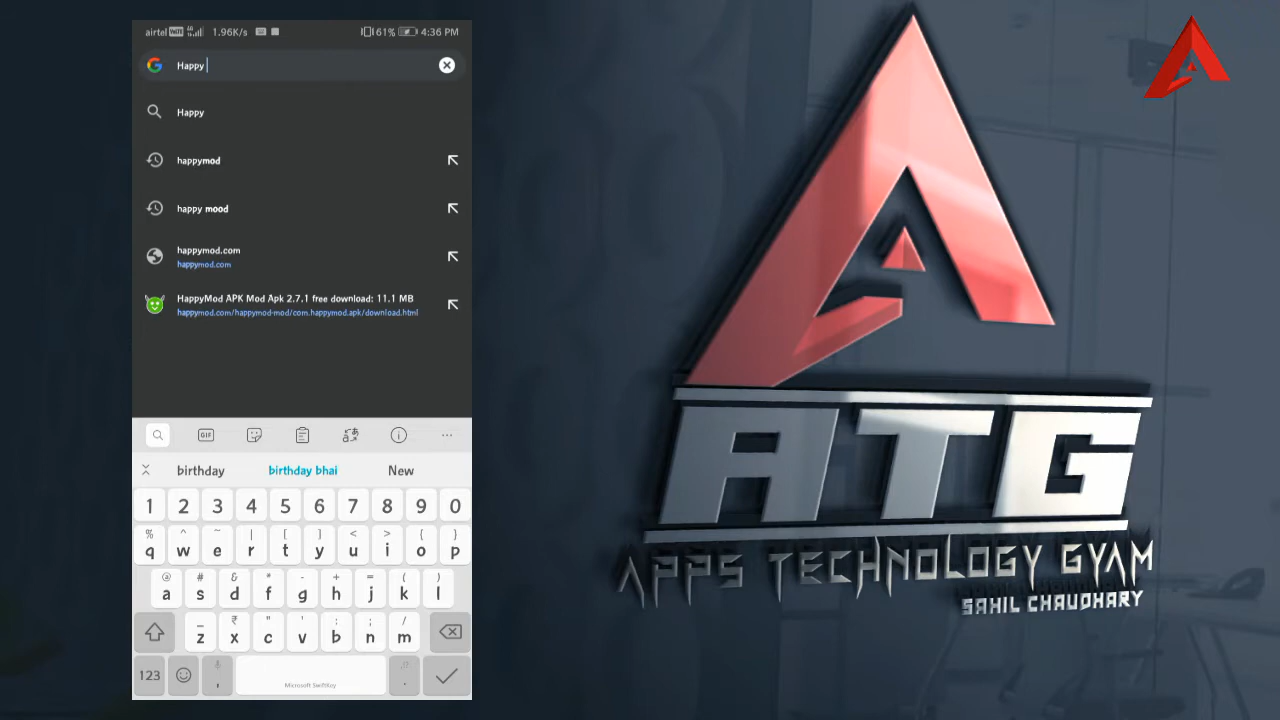 airtel VoLTE 4G 1.96K/s 61% 4:36 PM
Happy
Happy
happymod
happy mood
happymod.com
happymod.com
HappyMod APK Mod Apk 2.7.1 free download: 11.1 MB
happymod.com/happymod-mod/com.happymod.apk/download.html
GIF
birthday birthday bhai New
1 2 3 4 5 6 7 8 9 0
% ^ ~ | [ ] < > { }
q w e r t y u i o p
@ # & * - + = ( )
a s d f g h j k l
_ ₹ " ' : ; /
z x c v b n m
123 , !? .
Microsoft SwiftKey
ATG
APPS TECHNOLOGY GYAM
SAHIL CHAUDHARY